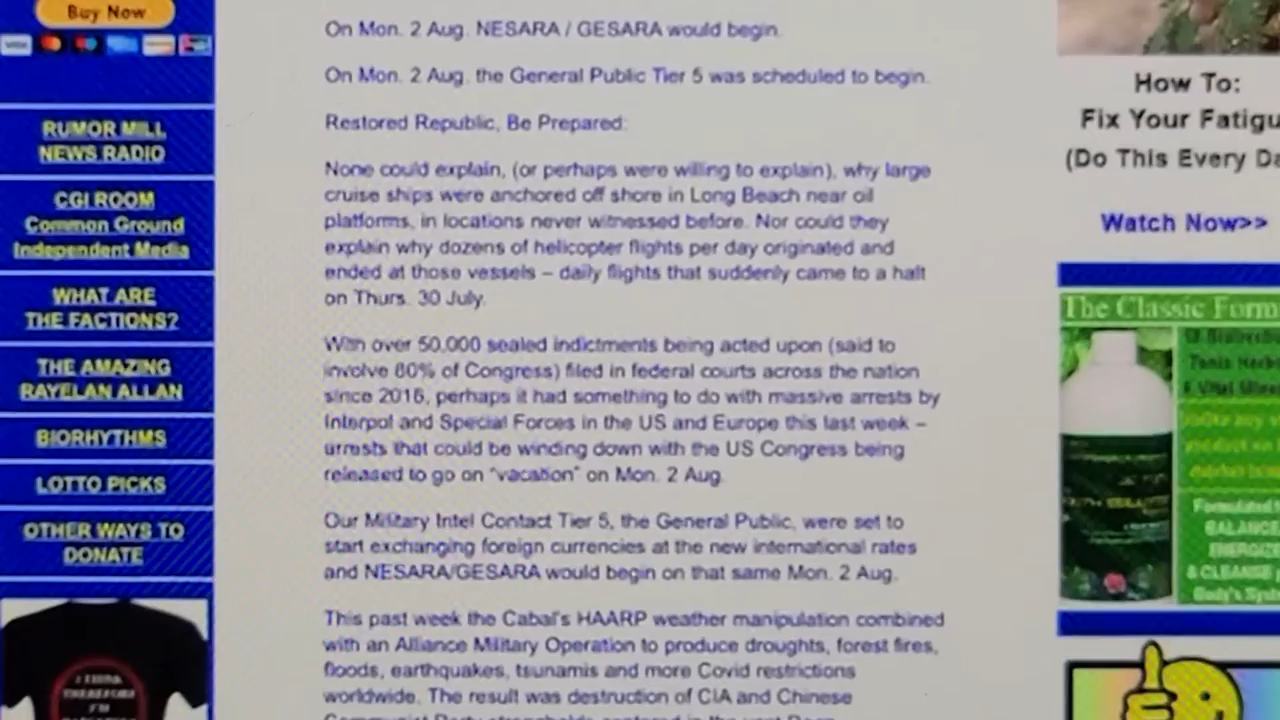 Buy Now
VISA
RUMOR MILL
NEWS RADIO
CGI ROOM
Common Ground
Independent Media
WHAT ARE
THE FACTIONS?
THE AMAZING
RAYELAN ALLAN
BIORHYTHMS
LOTTO PICKS
OTHER WAYS TO
DONATE
I THINK
THEREFORE
I'M
On Mon. 2 Aug. NESARA / GESARA would begin.
On Mon. 2 Aug. the General Public Tier 5 was scheduled to begin.
Restored Republic, Be Prepared:
None could explain, (or perhaps were willing to explain), why large
cruise ships were anchored off shore in Long Beach near oil
platforms, in locations never witnessed before. Nor could they
explain why dozens of helicopter flights per day originated and
ended at those vessels – daily flights that suddenly came to a halt
on Thurs. 30 July.
With over 50,000 sealed indictments being acted upon (said to
involve 80% of Congress) filed in federal courts across the nation
since 2016, perhaps it had something to do with massive arrests by
Interpol and Special Forces in the US and Europe this last week –
arrests that could be winding down with the US Congress being
released to go on "vacation" on Mon. 2 Aug.
Our Military Intel Contact Tier 5, the General Public, were set to
start exchanging foreign currencies at the new international rates
and NESARA/GESARA would begin on that same Mon. 2 Aug.
This past week the Cabal's HAARP weather manipulation combined
with an Alliance Military Operation to produce droughts, forest fires,
floods, earthquakes, tsunamis and more Covid restrictions
worldwide. The result was destruction of CIA and Chinese
How To:
Fix Your Fatigu
(Do This Every Da
Watch Now>>
The Classic Form
Tonic Herb
& Vital Mine
Formulated
BALANCE
ENERGIZE
& CLEANSE
Body's Syst